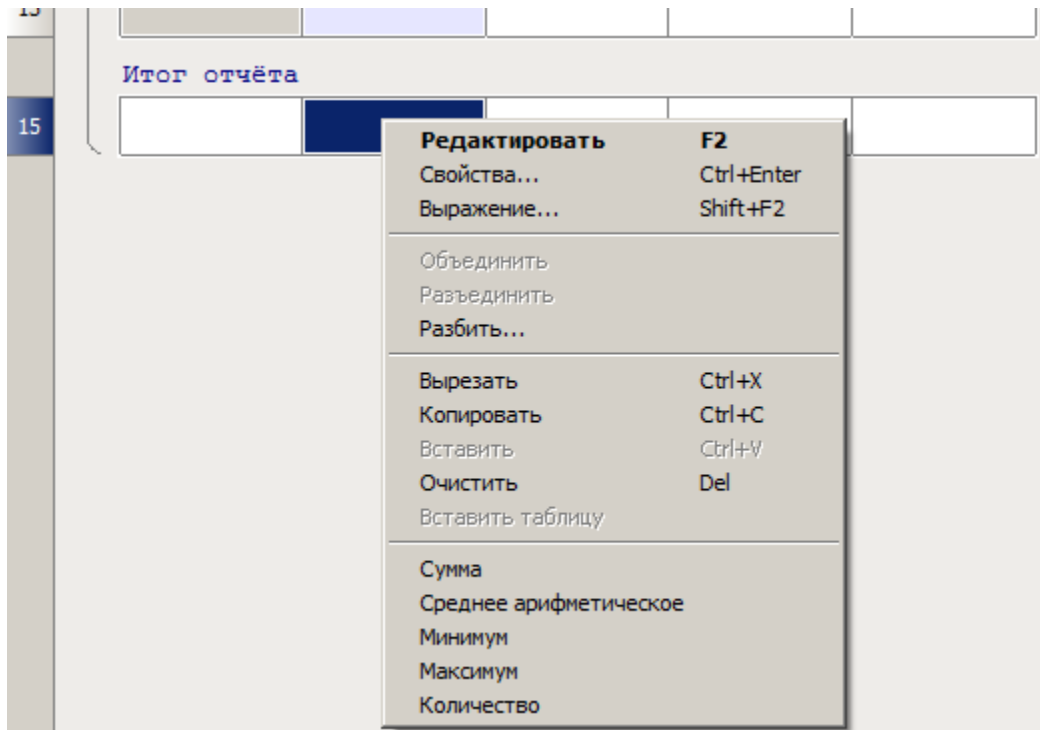 Итог отчёта
15
Редактировать F2
Свойства... Ctrl+Enter
Выражение... Shift+F2
Объединить
Разъединить
Разбить...
Вырезать Ctrl+X
Копировать Ctrl+C
Вставить Ctrl+V
Очистить Del
Вставить таблицу
Сумма
Среднее арифметическое
Минимум
Максимум
Количество